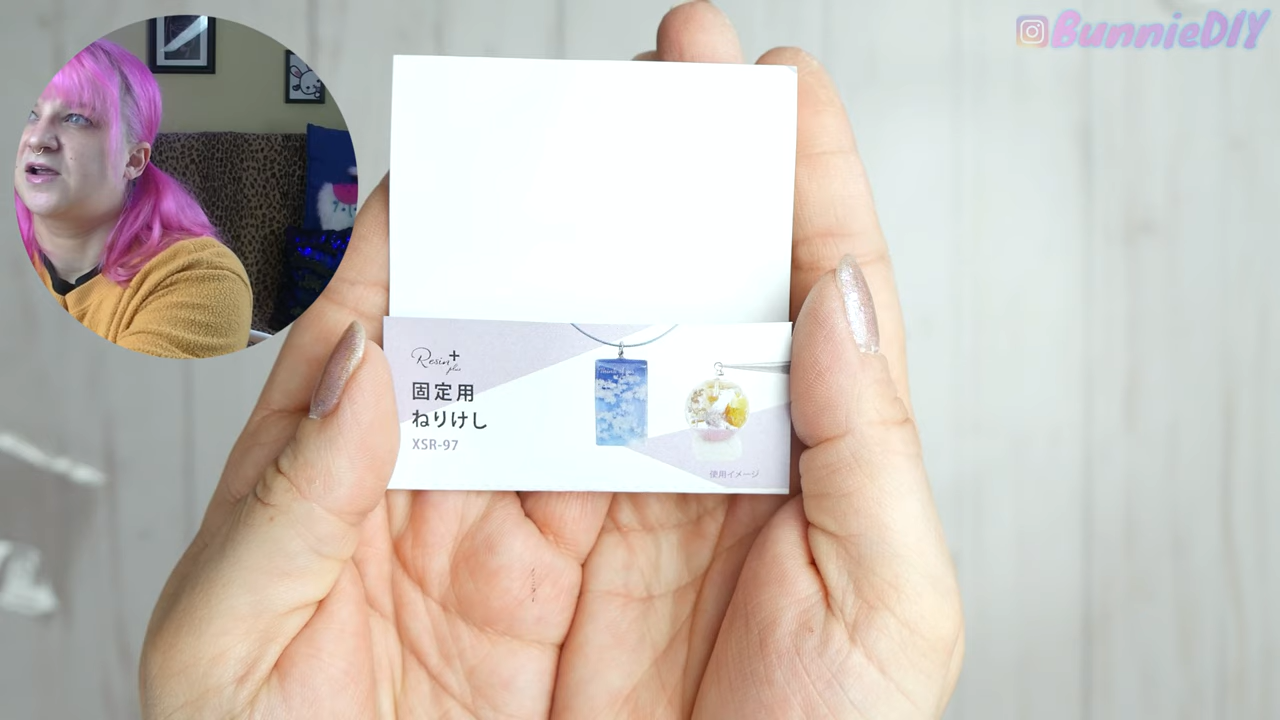 BunnieDIY
Resin+
plus
固定用
ねりけし
XSR-97
使用イメージ